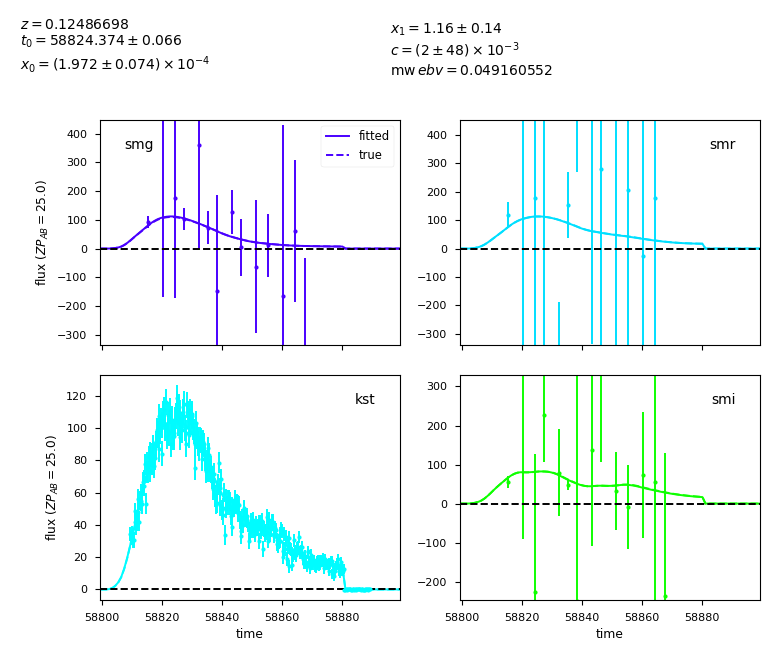 z = 0.12486698
t₀ = 58824.374 ± 0.066
x₀ = (1.972 ± 0.074) × 10⁻⁴
x₁ = 1.16 ± 0.14
c = (2 ± 48) × 10⁻³
mw ebv = 0.049160552
smg
fitted
true
400
300
200
100
0
−100
−200
−300
flux (ZP_AB = 25.0)
smr
400
300
200
100
0
−100
−200
−300
kst
120
100
80
60
40
20
0
flux (ZP_AB = 25.0)
58800 58820 58840 58860 58880
time
smi
300
200
100
0
−100
−200
58800 58820 58840 58860 58880
time